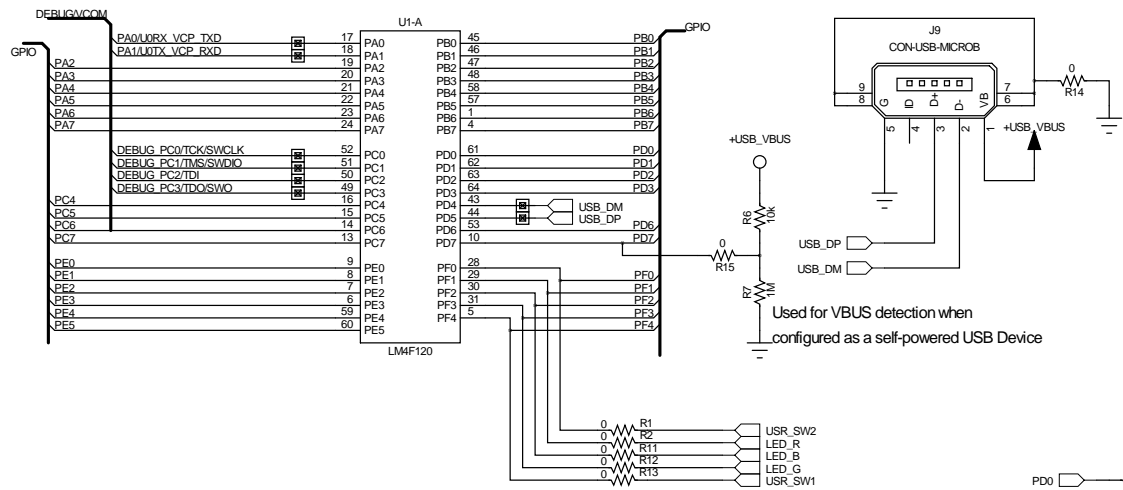 DEBUG/VCOM
GPIO
U1-A
GPIO
PA0/U0RX_VCP_TXD 17 PA0 PB0 45 PB0
PA1/U0TX_VCP_RXD 18 PA1 PB1 46 PB1
PA2 19 PA2 PB2 47 PB2
PA3 20 PA3 PB3 48 PB3
PA4 21 PA4 PB4 58 PB4
PA5 22 PA5 PB5 57 PB5
PA6 23 PA6 PB6 1 PB6
PA7 24 PA7 PB7 4 PB7
DEBUG_PC0/TCK/SWCLK 52 PC0 PD0 61 PD0
DEBUG_PC1/TMS/SWDIO 51 PC1 PD1 62 PD1
DEBUG_PC2/TDI 50 PC2 PD2 63 PD2
DEBUG_PC3/TDO/SWO 49 PC3 PD3 64 PD3
PC4 16 PC4 PD4 43 USB_DM
PC5 15 PC5 PD5 44 USB_DP
PC6 14 PC6 PD6 53 PD6
PC7 13 PC7 PD7 10 PD7
PE0 9 PE0 PF0 28 PF0
PE1 8 PE1 PF1 29 PF1
PE2 7 PE2 PF2 30 PF2
PE3 6 PE3 PF3 31 PF3
PE4 59 PE4 PF4 5 PF4
PE5 60 PE5
LM4F120
J9
CON-USB-MICROB
9
8
G
ID
D+
D-
VB
7
6
5
4
3
2
1
0
R14
+USB_VBUS
+USB_VBUS
R6
10k
0
R15
R7
1M
USB_DP
USB_DM
Used for VBUS detection when
configured as a self-powered USB Device
0 R1 USR_SW2
0 R2 LED_R
0 R11 LED_B
0 R12 LED_G
0 R13 USR_SW1
PD0